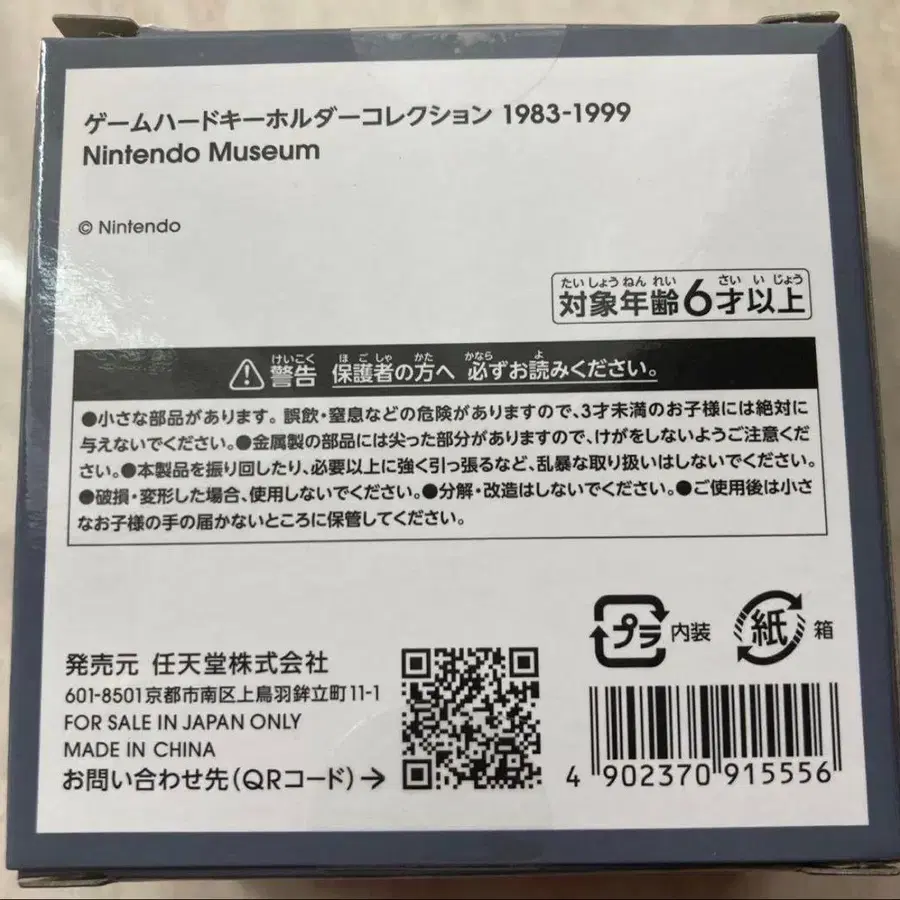 ゲームハードキーホルダーコレクション 1983-1999
Nintendo Museum
© Nintendo
たいしょうねんれい さいいじょう
対象年齢6才以上
けいこく ほごしゃ かた かなら よ
⚠警告 保護者の方へ 必ずお読みください。
●小さな部品があります。誤飲・窒息などの危険がありますので、3才未満のお子様には絶対に
与えないでください。●金属製の部品には尖った部分がありますので、けがをしないようご注意くだ
さい。●本製品を振り回したり、必要以上に強く引っ張るなど、乱暴な取り扱いはしないでください。
●破損・変形した場合、使用しないでください。●分解・改造はしないでください。●ご使用後は小さ
なお子様の手の届かないところに保管してください。
プラ 内装 紙 箱
発売元 任天堂株式会社
601-8501京都市南区上鳥羽鉾立町11-1
FOR SALE IN JAPAN ONLY
MADE IN CHINA
お問い合わせ先(QRコード)→
4 902370 915556